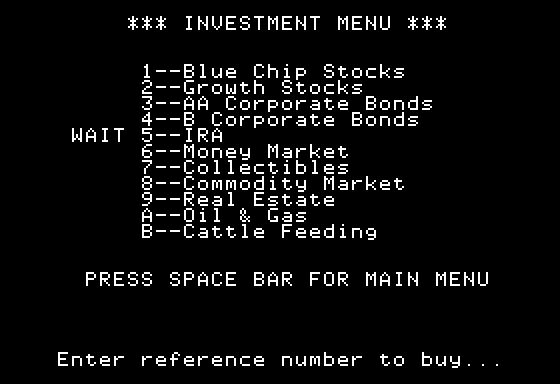 *** INVESTMENT MENU ***
1--Blue Chip Stocks
2--Growth Stocks
3--AA Corporate Bonds
4--B Corporate Bonds
WAIT 5--IRA
6--Money Market
7--Collectibles
8--Commodity Market
9--Real Estate
A--Oil & Gas
B--Cattle Feeding
PRESS SPACE BAR FOR MAIN MENU
Enter reference number to buy...